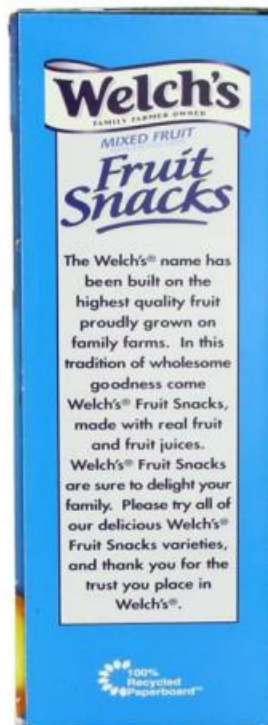 Welch's
FAMILY FARMER OWNED
MIXED FRUIT
Fruit
Snacks
The Welch's® name has
been built on the
highest quality fruit
proudly grown on
family farms. In this
tradition of wholesome
goodness come
Welch's® Fruit Snacks,
made with real fruit
and fruit juices.
Welch's® Fruit Snacks
are sure to delight your
family. Please try all of
our delicious Welch's®
Fruit Snacks varieties,
and thank you for the
trust you place in
Welch's®.
100%
Recycled
Paperboard™